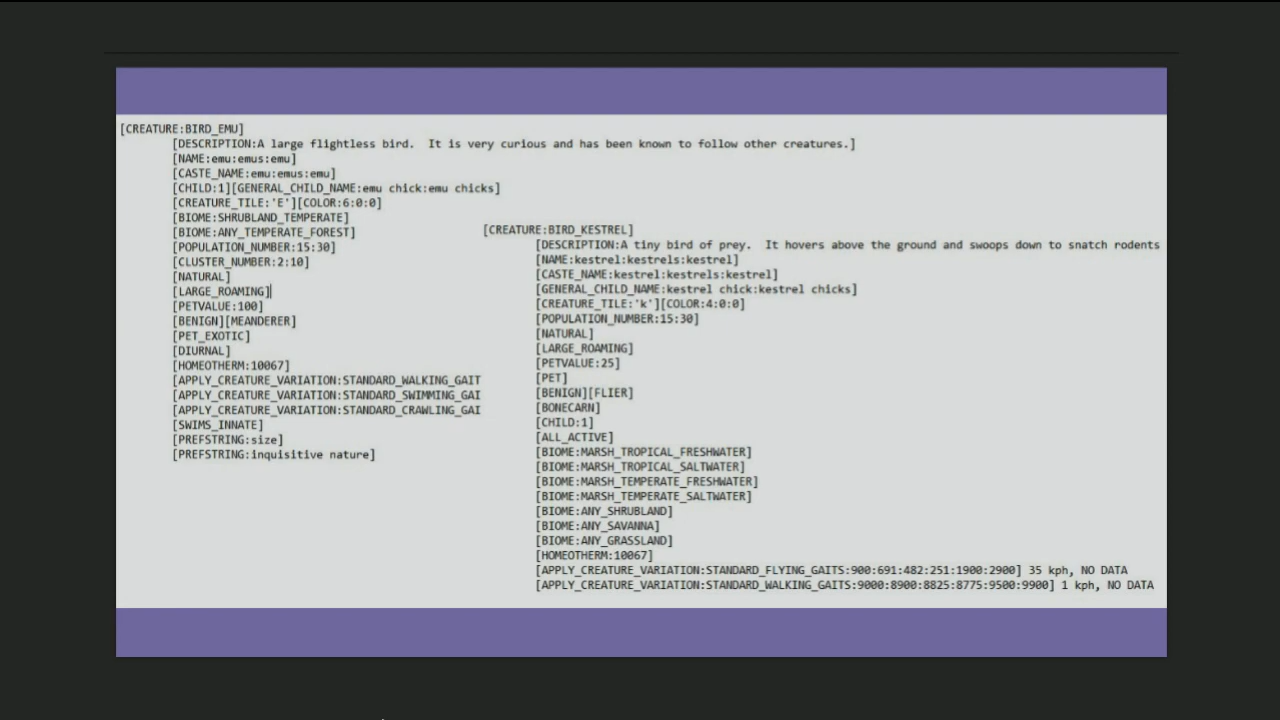 [CREATURE:BIRD_EMU]
[DESCRIPTION:A large flightless bird.  It is very curious and has been known to follow other creatures.]
[NAME:emu:emus:emu]
[CASTE_NAME:emu:emus:emu]
[CHILD:1][GENERAL_CHILD_NAME:emu chick:emu chicks]
[CREATURE_TILE:'E'][COLOR:6:0:0]
[BIOME:SHRUBLAND_TEMPERATE]
[BIOME:ANY_TEMPERATE_FOREST]
[POPULATION_NUMBER:15:30]
[CLUSTER_NUMBER:2:10]
[NATURAL]
[LARGE_ROAMING]
[PETVALUE:100]
[BENIGN][MEANDERER]
[PET_EXOTIC]
[DIURNAL]
[HOMEOTHERM:10067]
[APPLY_CREATURE_VARIATION:STANDARD_WALKING_GAIT
[APPLY_CREATURE_VARIATION:STANDARD_SWIMMING_GAI
[APPLY_CREATURE_VARIATION:STANDARD_CRAWLING_GAI
[SWIMS_INNATE]
[PREFSTRING:size]
[PREFSTRING:inquisitive nature]
[CREATURE:BIRD_KESTREL]
[DESCRIPTION:A tiny bird of prey.  It hovers above the ground and swoops down to snatch rodents
[NAME:kestrel:kestrels:kestrel]
[CASTE_NAME:kestrel:kestrels:kestrel]
[GENERAL_CHILD_NAME:kestrel chick:kestrel chicks]
[CREATURE_TILE:'k'][COLOR:4:0:0]
[POPULATION_NUMBER:15:30]
[NATURAL]
[LARGE_ROAMING]
[PETVALUE:25]
[PET]
[BENIGN][FLIER]
[BONECARN]
[CHILD:1]
[ALL_ACTIVE]
[BIOME:MARSH_TROPICAL_FRESHWATER]
[BIOME:MARSH_TROPICAL_SALTWATER]
[BIOME:MARSH_TEMPERATE_FRESHWATER]
[BIOME:MARSH_TEMPERATE_SALTWATER]
[BIOME:ANY_SHRUBLAND]
[BIOME:ANY_SAVANNA]
[BIOME:ANY_GRASSLAND]
[HOMEOTHERM:10067]
[APPLY_CREATURE_VARIATION:STANDARD_FLYING_GAITS:900:691:482:251:1900:2900] 35 kph, NO DATA
[APPLY_CREATURE_VARIATION:STANDARD_WALKING_GAITS:9000:8900:8825:8775:9500:9900] 1 kph, NO DATA